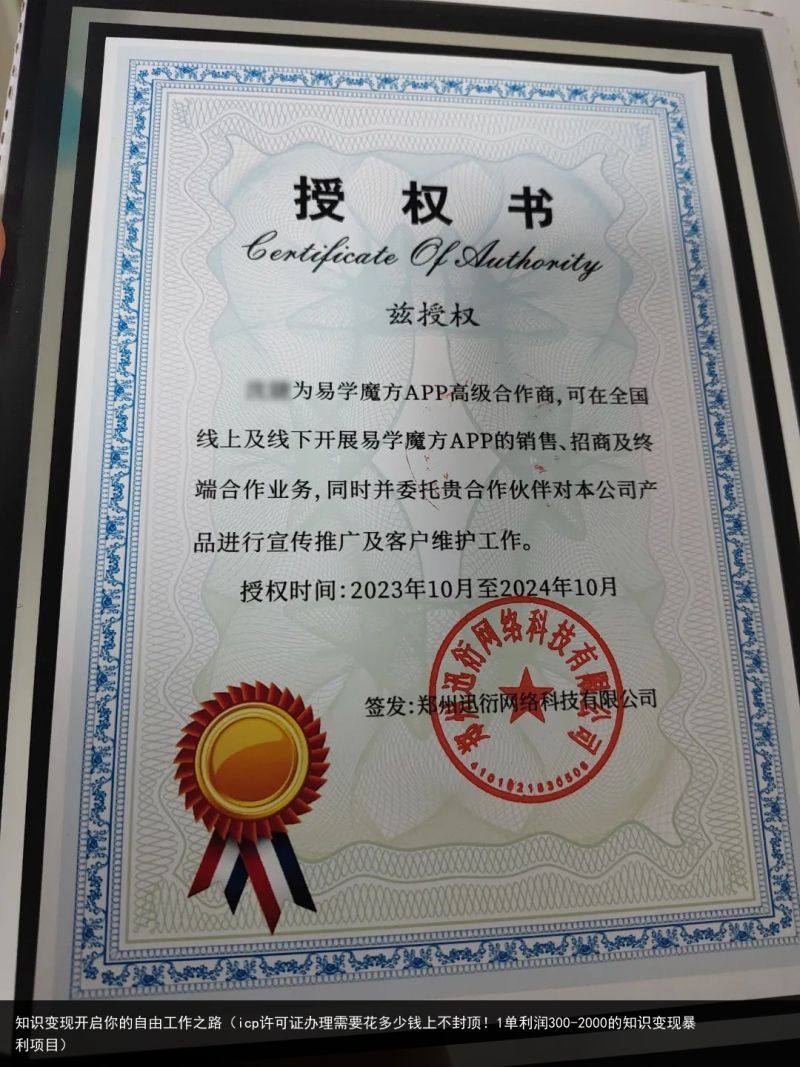 授权书
Certificate Of Authority
兹授权
为易学魔方APP高级合作商,可在全国
线上及线下开展易学魔方APP的销售、招商及终
端合作业务,同时并委托贵合作伙伴对本公司产
品进行宣传推广及客户维护工作。
授权时间:2023年10月至2024年10月
签发:郑州迅衍网络科技有限公司
郑州迅衍网络科技有限公司
知识变现开启你的自由工作之路（icp许可证办理需要花多少钱上不封顶！1单利润300-2000的知识变现暴
利项目）